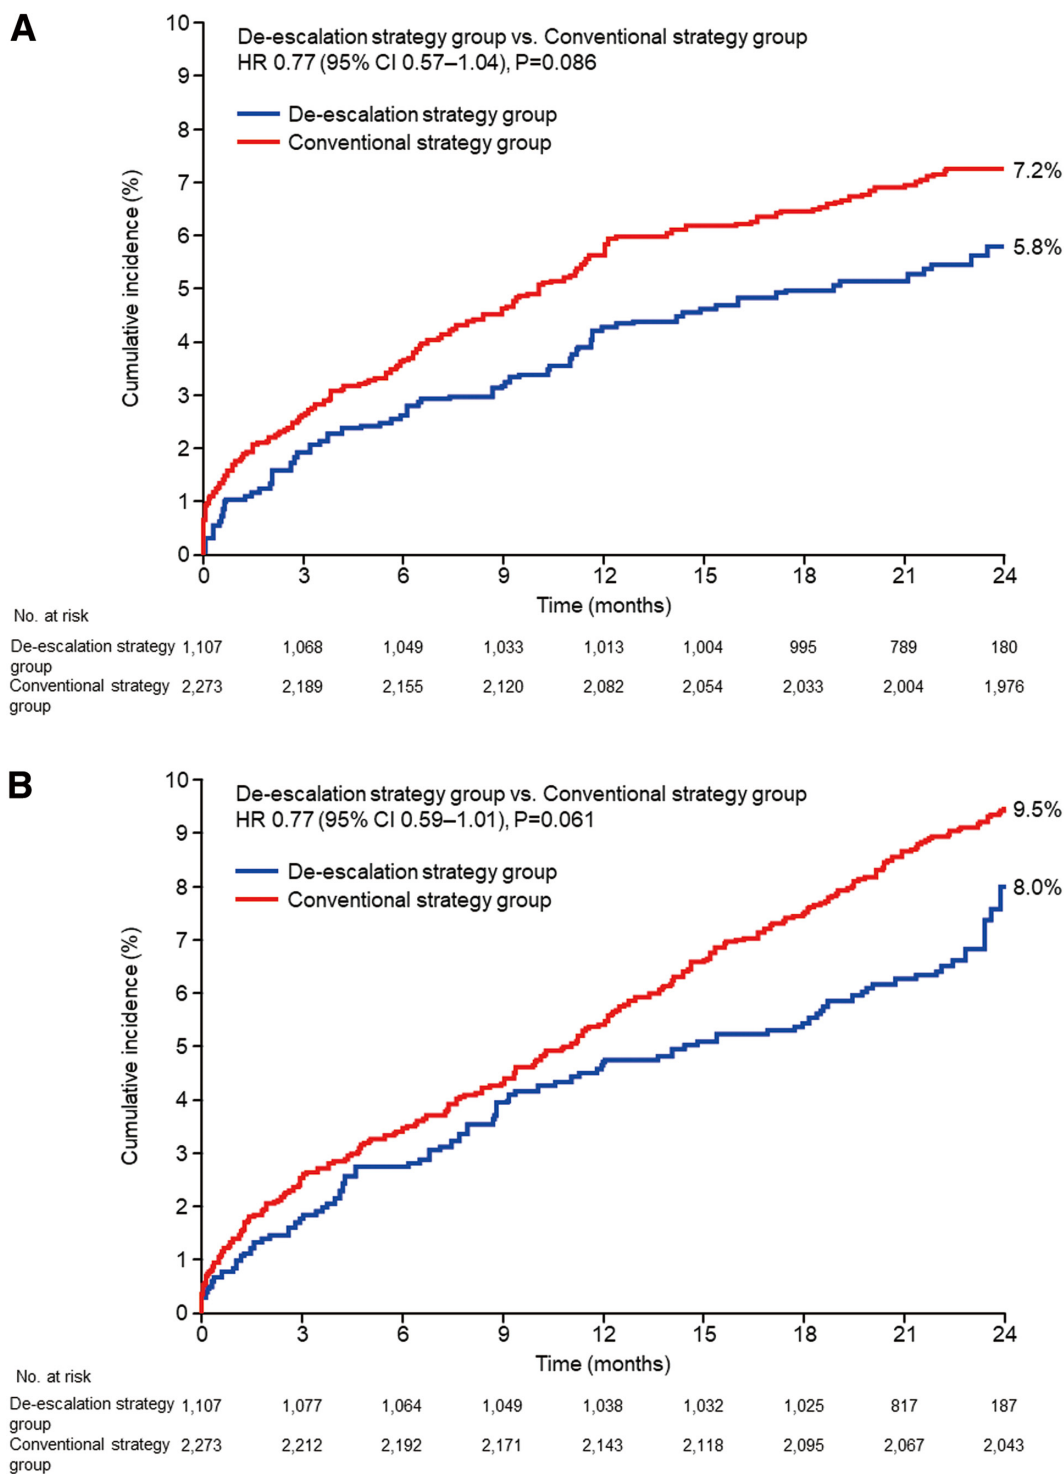 A
De-escalation strategy group vs. Conventional strategy group
HR 0.77 (95% CI 0.57–1.04), P=0.086
De-escalation strategy group
Conventional strategy group
Cumulative incidence (%)
10
9
8
7
6
5
4
3
2
1
0
7.2%
5.8%
0 3 6 9 12 15 18 21 24
Time (months)
No. at risk
De-escalation strategy 1,107 1,068 1,049 1,033 1,013 1,004 995 789 180
group
Conventional strategy 2,273 2,189 2,155 2,120 2,082 2,054 2,033 2,004 1,976
group
B
De-escalation strategy group vs. Conventional strategy group
HR 0.77 (95% CI 0.59–1.01), P=0.061
De-escalation strategy group
Conventional strategy group
Cumulative incidence (%)
10
9
8
7
6
5
4
3
2
1
0
9.5%
8.0%
0 3 6 9 12 15 18 21 24
Time (months)
No. at risk
De-escalation strategy 1,107 1,077 1,064 1,049 1,038 1,032 1,025 817 187
group
Conventional strategy 2,273 2,212 2,192 2,171 2,143 2,118 2,095 2,067 2,043
group